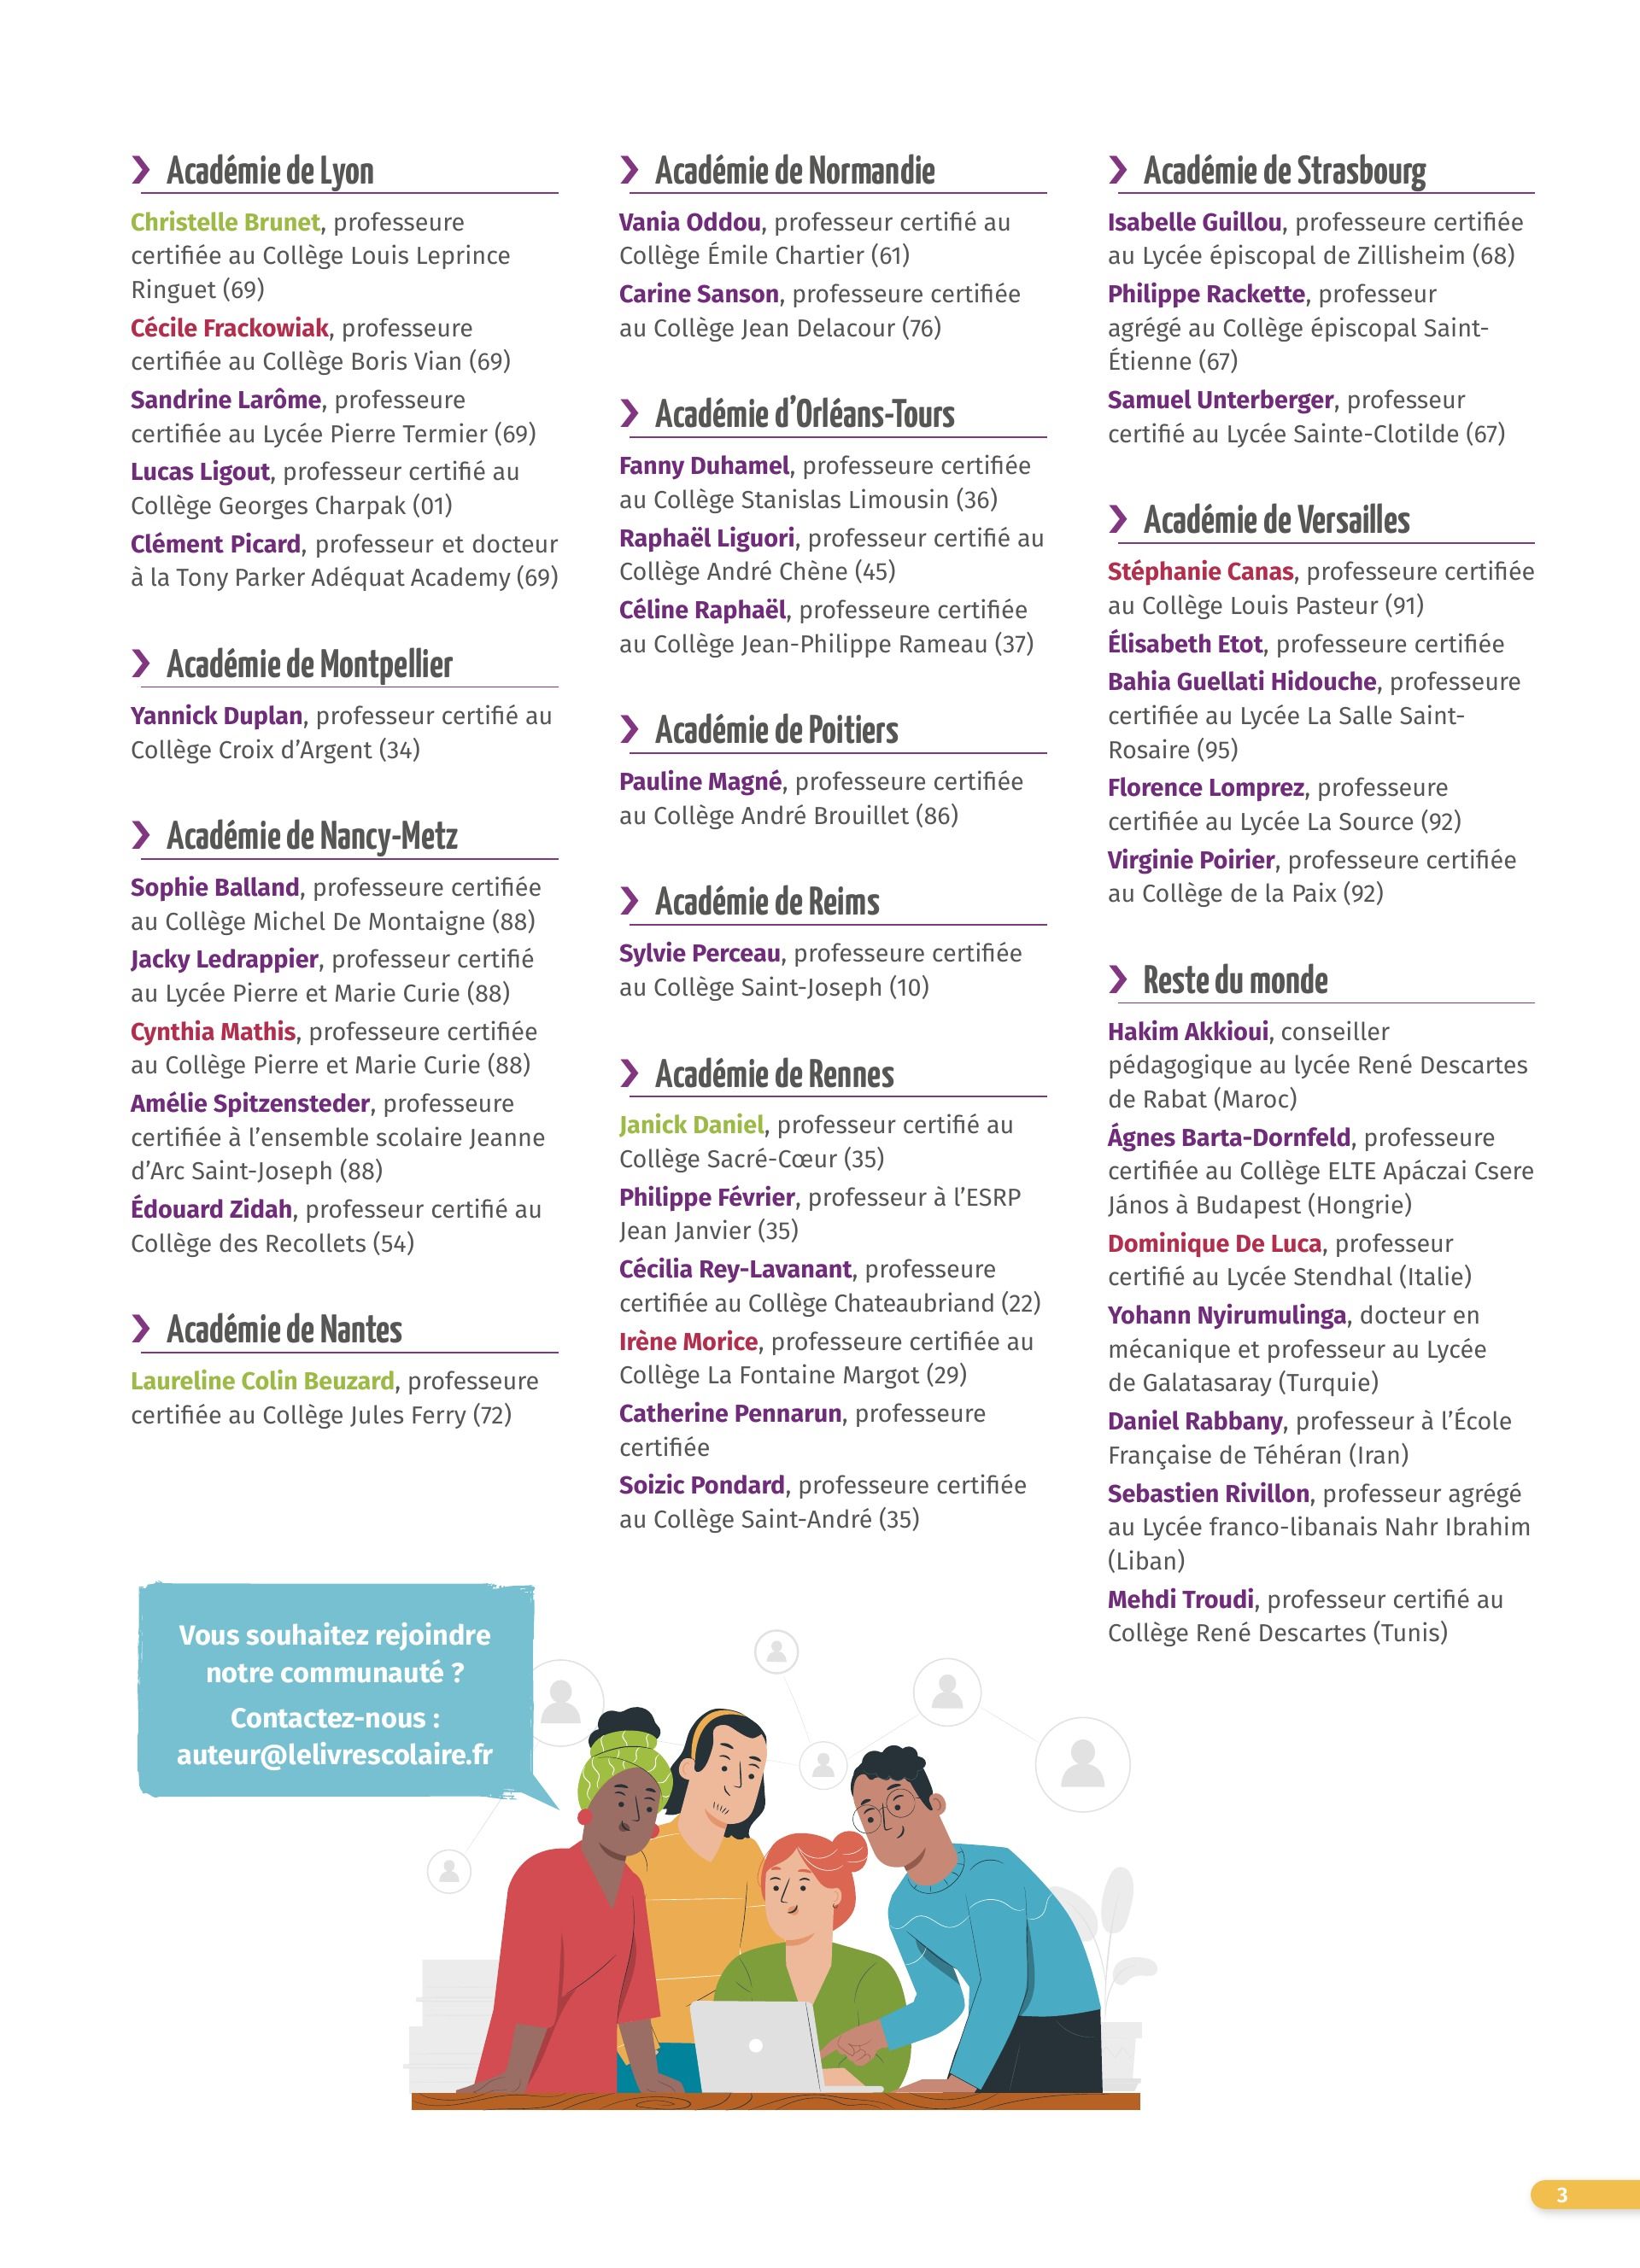 Académie de Lyon
Christelle Brunet, professeure
certifiée au Collège Louis Leprince
Ringuet (69)
Cécile Frackowiak, professeure
certifiée au Collège Boris Vian (69)
Sandrine Larôme, professeure
certifiée au Lycée Pierre Termier (69)
Lucas Ligout, professeur certifié au
Collège Georges Charpak (01)
Clément Picard, professeur et docteur
à la Tony Parker Adéquat Academy (69)
Académie de Montpellier
Yannick Duplan, professeur certifié au
Collège Croix d’Argent (34)
Académie de Nancy-Metz
Sophie Balland, professeure certifiée
au Collège Michel De Montaigne (88)
Jacky Ledrappier, professeur certifié
au Lycée Pierre et Marie Curie (88)
Cynthia Mathis, professeure certifiée
au Collège Pierre et Marie Curie (88)
Amélie Spitzensteder, professeure
certifiée à l’ensemble scolaire Jeanne
d’Arc Saint-Joseph (88)
Édouard Zidah, professeur certifié au
Collège des Recollets (54)
Académie de Nantes
Laureline Colin Beuzard, professeure
certifiée au Collège Jules Ferry (72)
Académie de Normandie
Vania Oddou, professeur certifié au
Collège Émile Chartier (61)
Carine Sanson, professeure certifiée
au Collège Jean Delacour (76)
Académie d’Orléans-Tours
Fanny Duhamel, professeure certifiée
au Collège Stanislas Limousin (36)
Raphaël Liguori, professeur certifié au
Collège André Chène (45)
Céline Raphaël, professeure certifiée
au Collège Jean-Philippe Rameau (37)
Académie de Poitiers
Pauline Magné, professeure certifiée
au Collège André Brouillet (86)
Académie de Reims
Sylvie Perceau, professeure certifiée
au Collège Saint-Joseph (10)
Académie de Rennes
Janick Daniel, professeur certifié au
Collège Sacré-Cœur (35)
Philippe Février, professeur à l’ESRP
Jean Janvier (35)
Cécilia Rey-Lavanant, professeure
certifiée au Collège Chateaubriand (22)
Irène Morice, professeure certifiée au
Collège La Fontaine Margot (29)
Catherine Pennarun, professeure
certifiée
Soizic Pondard, professeure certifiée
au Collège Saint-André (35)
Académie de Strasbourg
Isabelle Guillou, professeure certifiée
au Lycée épiscopal de Zillisheim (68)
Philippe Rackette, professeur
agrégé au Collège épiscopal Saint-
Étienne (67)
Samuel Unterberger, professeur
certifié au Lycée Sainte-Clotilde (67)
Académie de Versailles
Stéphanie Canas, professeure certifiée
au Collège Louis Pasteur (91)
Élisabeth Etot, professeure certifiée
Bahia Guellati Hidouche, professeure
certifiée au Lycée La Salle Saint-
Rosaire (95)
Florence Lomprez, professeure
certifiée au Lycée La Source (92)
Virginie Poirier, professeure certifiée
au Collège de la Paix (92)
Reste du monde
Hakim Akkioui, conseiller
pédagogique au lycée René Descartes
de Rabat (Maroc)
Ágnes Barta-Dornfeld, professeure
certifiée au Collège ELTE Apáczai Csere
János à Budapest (Hongrie)
Dominique De Luca, professeur
certifié au Lycée Stendhal (Italie)
Yohann Nyirumulinga, docteur en
mécanique et professeur au Lycée
de Galatasaray (Turquie)
Daniel Rabbany, professeur à l’École
Française de Téhéran (Iran)
Sebastien Rivillon, professeur agrégé
au Lycée franco-libanais Nahr Ibrahim
(Liban)
Mehdi Troudi, professeur certifié au
Collège René Descartes (Tunis)
Vous souhaitez rejoindre
notre communauté ?
Contactez-nous :
auteur@lelivrescolaire.fr
3